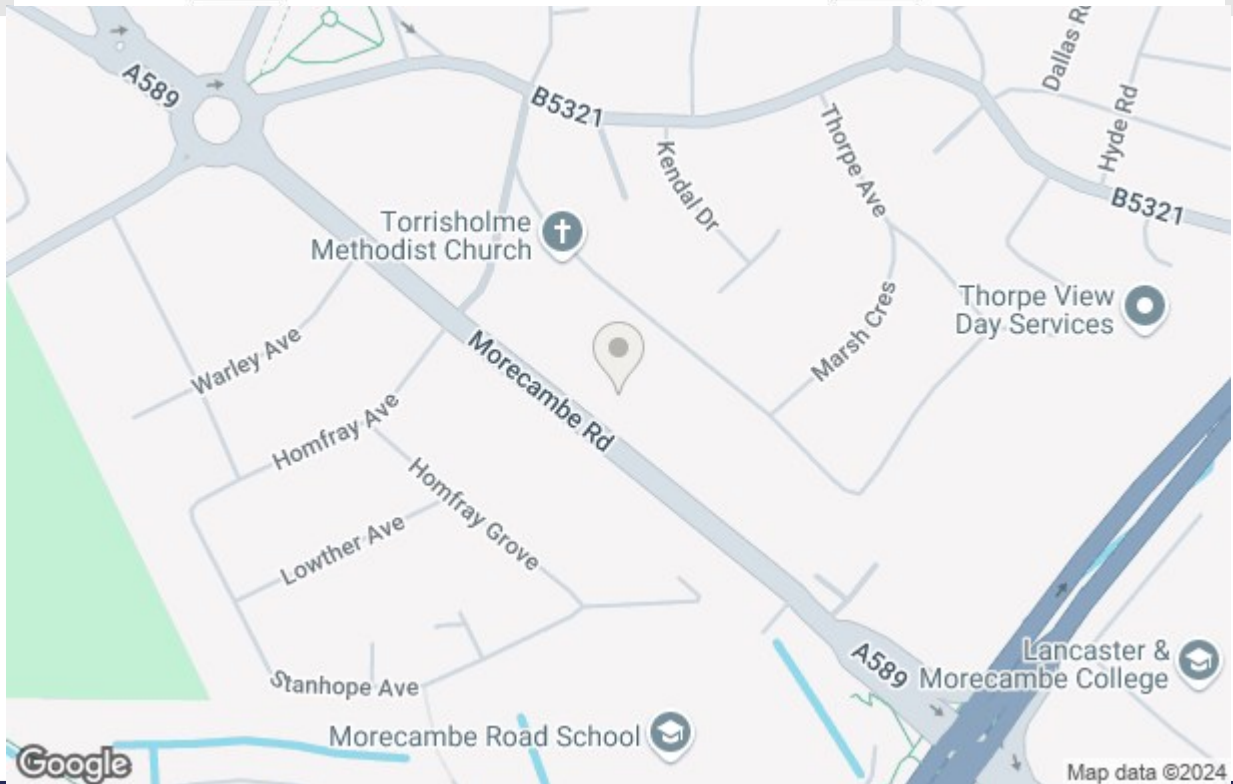 A589
B5321
Dallas Rd
Hyde Rd
Thorpe Ave
Kendal Dr
B5321
Torrisholme
Methodist Church
Thorpe View
Day Services
Marsh Cres
Warley Ave
Morecambe Rd
Homfray Ave
Homfray Grove
Lowther Ave
A589
Lancaster &
Morecambe College
Stanhope Ave
Morecambe Road School
Google
Map data ©2024